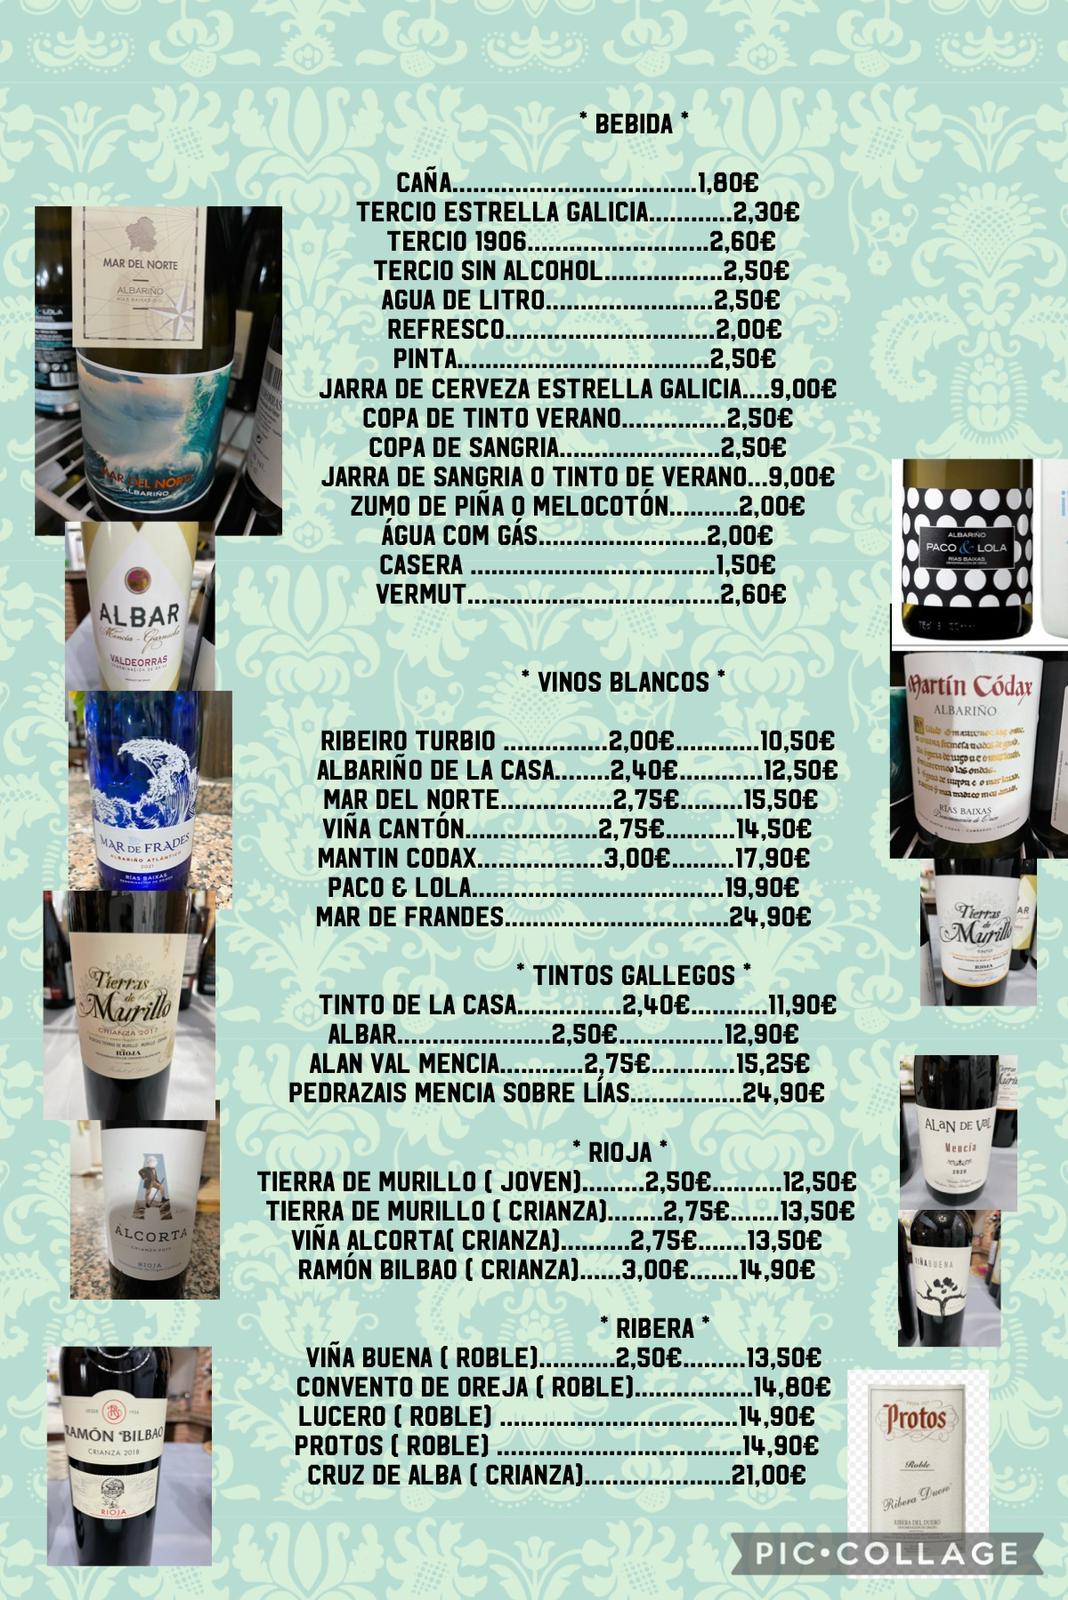 * BEBIDA *
CAÑA.................................1,80€
TERCIO ESTRELLA GALICIA............2,30€
TERCIO 1906..........................2,60€
TERCIO SIN ALCOHOL.................2,50€
AGUA DE LITRO........................2,50€
REFRESCO..............................2,00€
PINTA....................................2,50€
JARRA DE CERVEZA ESTRELLA GALICIA....9,00€
COPA DE TINTO VERANO...............2,50€
COPA DE SANGRIA.......................2,50€
JARRA DE SANGRIA O TINTO DE VERANO...9,00€
ZUMO DE PIÑA O MELOCOTÓN..........2,00€
ÁGUA COM GÁS........................2,00€
CASERA ...................................1,50€
VERMUT....................................2,60€
* VINOS BLANCOS *
RIBEIRO TURBIO ...............2,00€............10,50€
ALBARIÑO DE LA CASA........2,40€............12,50€
MAR DEL NORTE................2,75€........15,50€
VIÑA CANTÓN...................2,75€.......14,50€
MANTIN CODAX..................3,00€.........17,90€
PACO & LOLA....................................19,90€
MAR DE FRANDES................................24,90€
* TINTOS GALLEGOS *
TINTO DE LA CASA...............2,40€...........11,90€
ALBAR......................2,50€...............12,90€
ALAN VAL MENCIA............2,75€............15,25€
PEDRAZAIS MENCIA SOBRE LÍAS................24,90€
* RIOJA *
TIERRA DE MURILLO ( JOVEN).........2,50€..........12,50€
TIERRA DE MURILLO ( CRIANZA)........2,75€.......13,50€
VIÑA ALCORTA( CRIANZA)..........2,75€.......13,50€
RAMÓN BILBAO ( CRIANZA)......3,00€.......14,90€
* RIBERA *
VIÑA BUENA ( ROBLE)...........2,50€.........13,50€
CONVENTO DE OREJA ( ROBLE).................14,80€
LUCERO ( ROBLE) ..................................14,90€
PROTOS ( ROBLE) ...................................14,90€
CRUZ DE ALBA ( CRIANZA).....................21,00€
MAR DEL NORTE
ALBARIÑO
MAR DEL NORTE
ALBARIÑO
ALBAR
Mencía - Garnacha
VALDEORRAS
MAR DE FRADES
ALBARIÑO ATLÁNTICO
2021
RÍAS BAIXAS
Tierras
de
Murillo
CRIANZA 2017
RIOJA
A
ÁLCORTA
CRIANZA 2017
RIOJA
RAMÓN BILBAO
CRIANZA 2018
RIOJA
ALBARIÑO
PACO & LOLA
RÍAS BAIXAS
Martín Códax
ALBARIÑO
RÍAS BAIXAS
Tierras
de
Murillo
RIOJA
ALaN DE VaL
Mencía
2020
VIÑABUENA
Protos
Roble
Ribera Duero
RIBERA DEL DUERO
PIC•COLLAGE